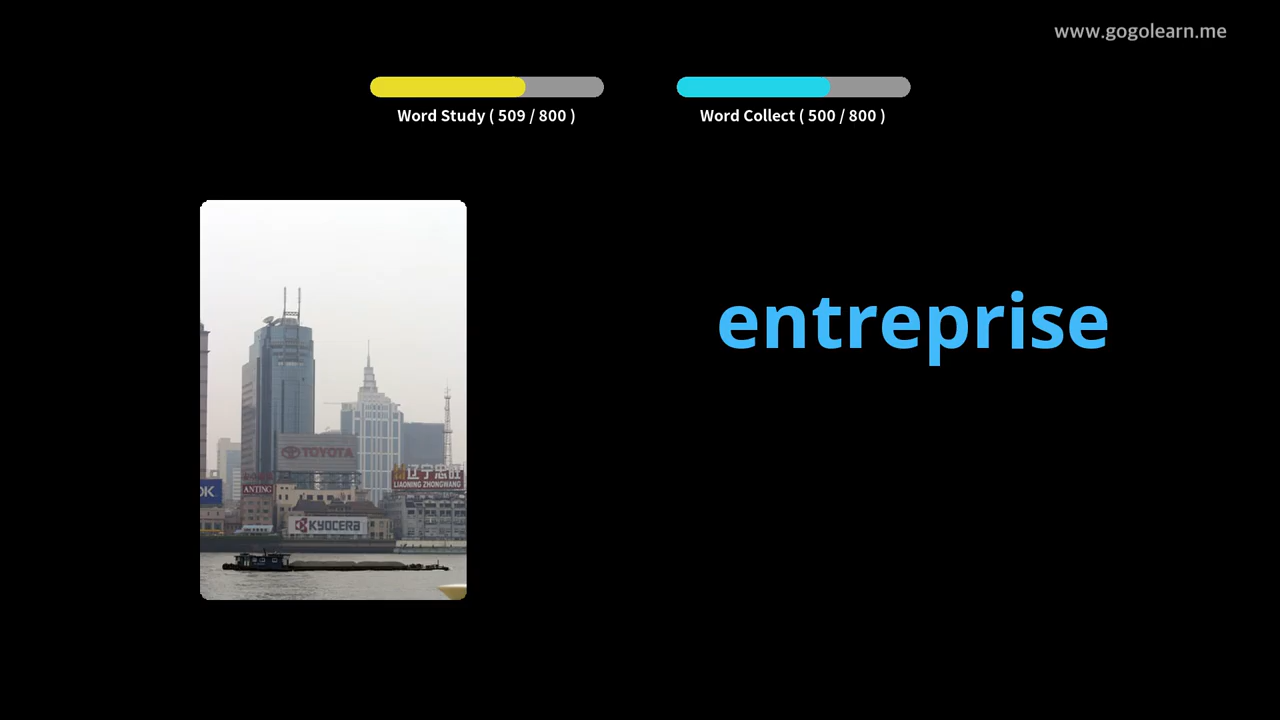 www.gogolearn.me
Word Study ( 509 / 800 )
Word Collect ( 500 / 800 )
entreprise
TOYOTA
辽宁忠旺
LIAONING ZHONGWANG
OK
ANTING
KYOCERA